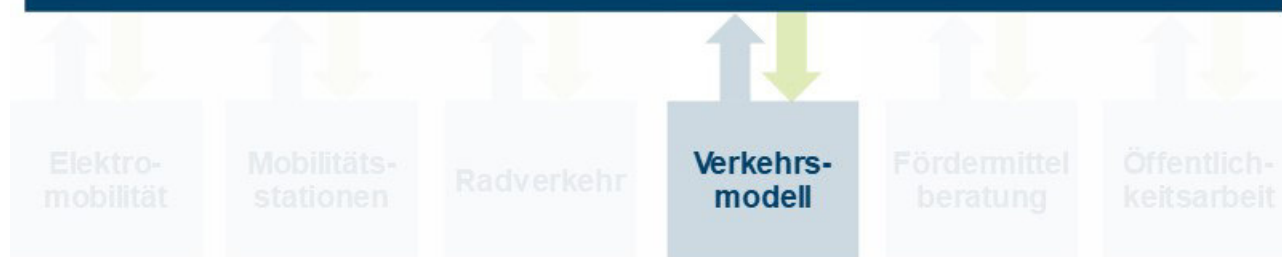 Elektro-
mobilität
Mobilitäts-
stationen
Radverkehr
Verkehrs-
modell
Fördermittel
beratung
Öffentlich-
keitsarbeit